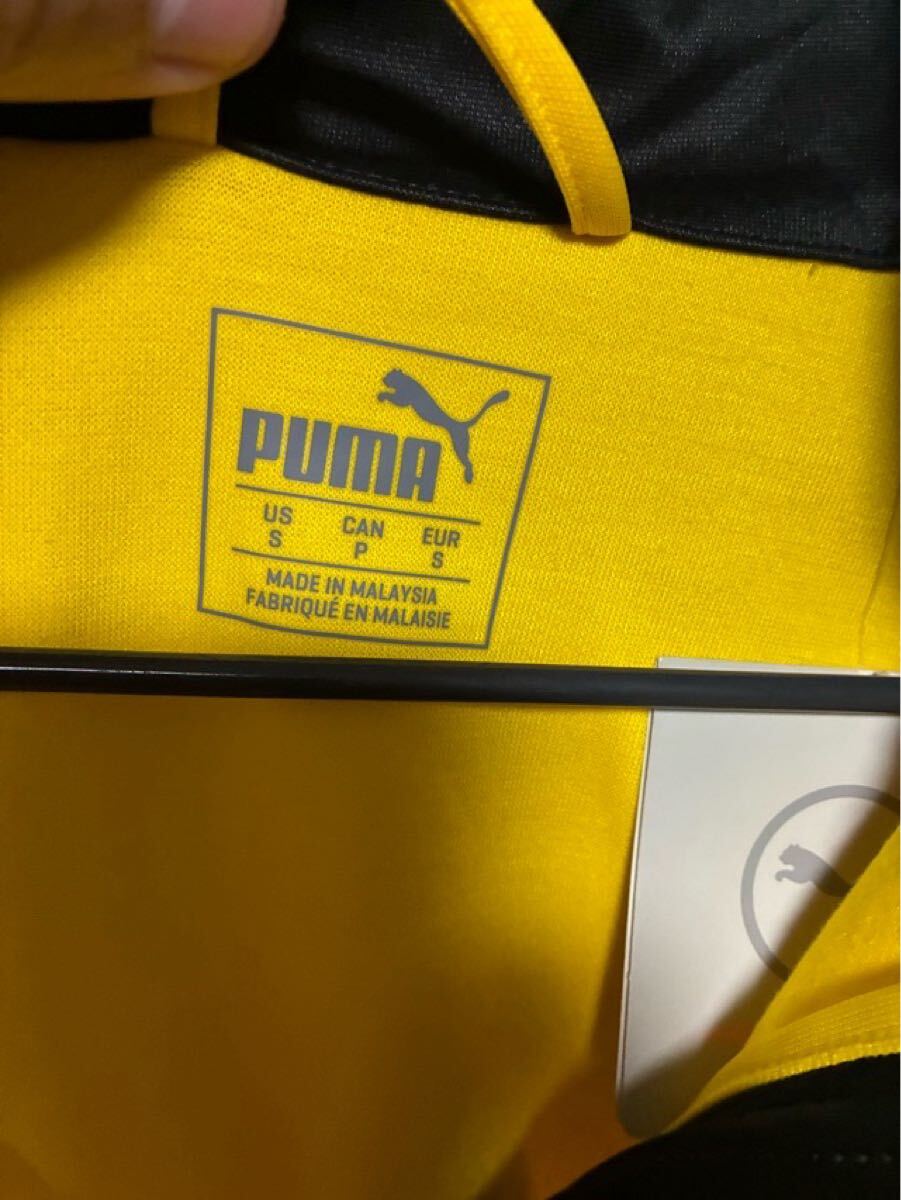 PUMA
US CAN EUR
S P S
MADE IN MALAYSIA
FABRIQUÉ EN MALAISIE